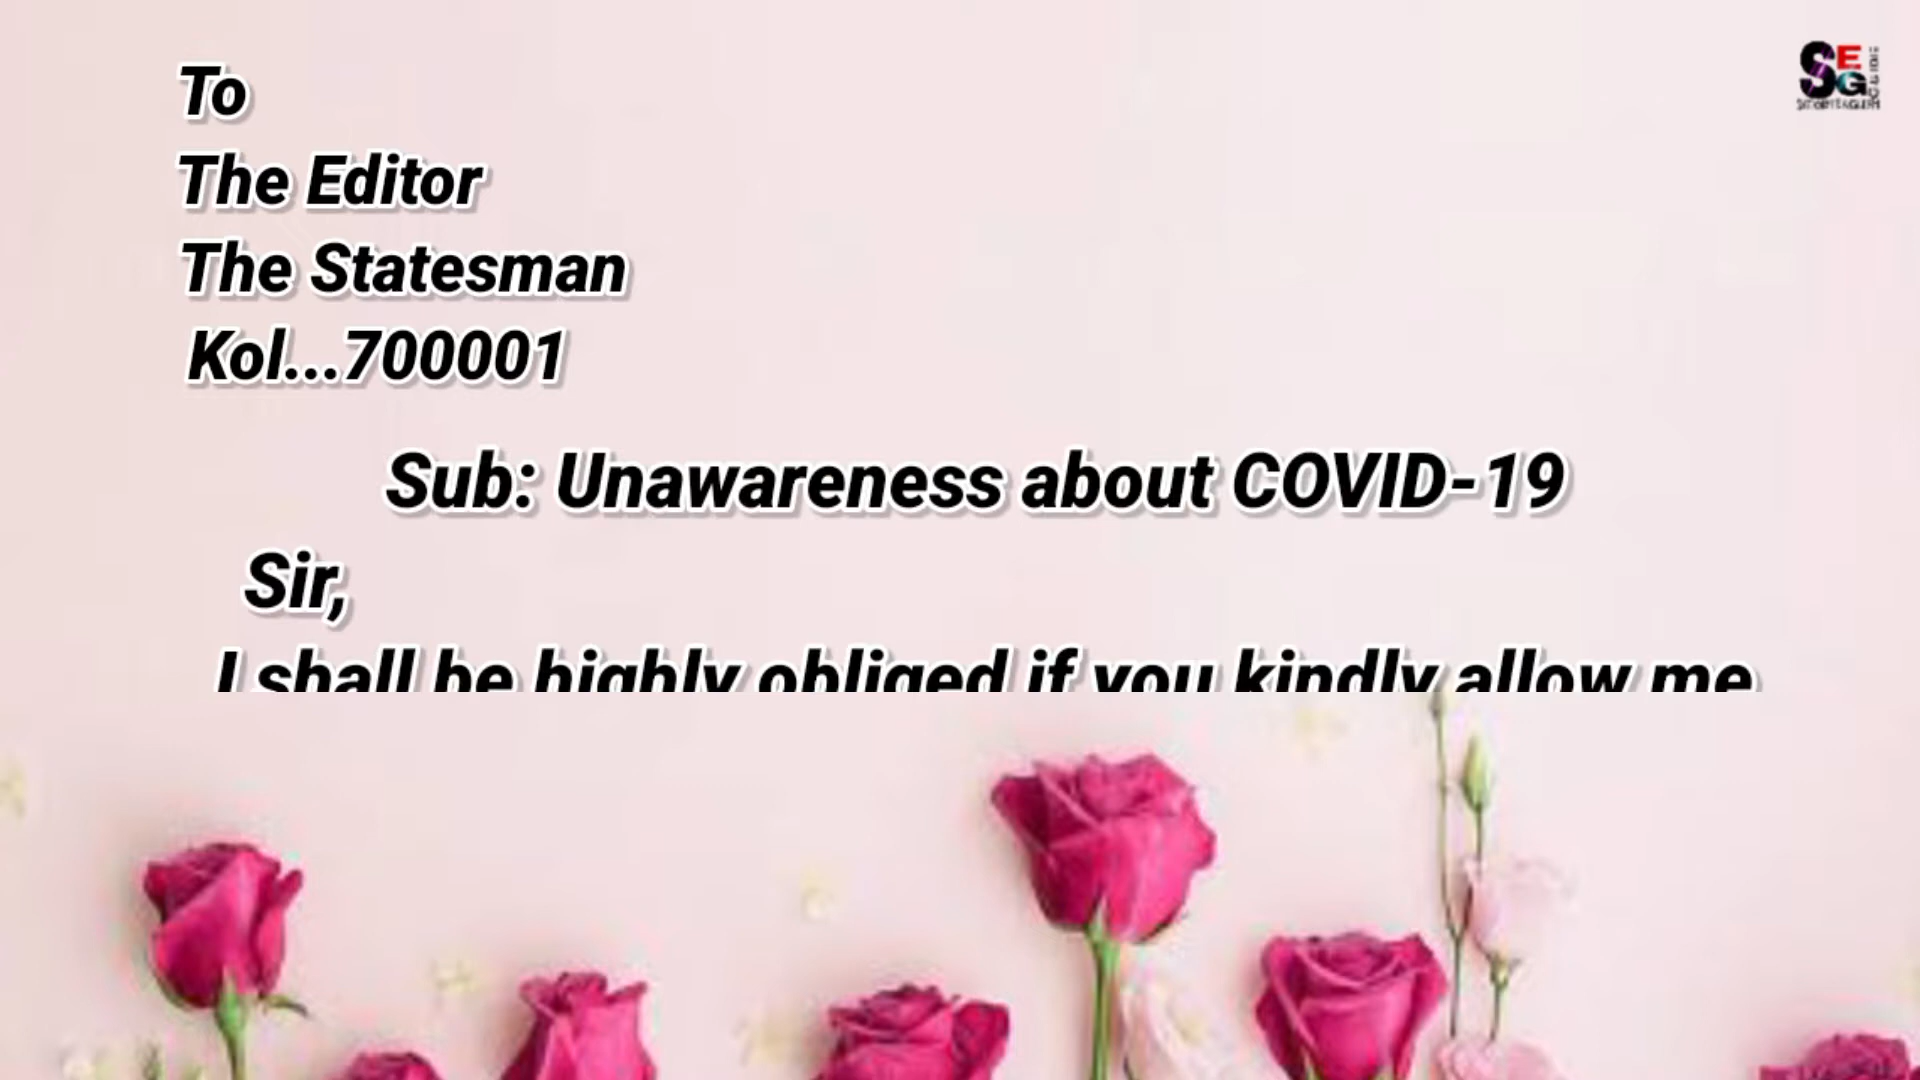 To
The Editor
The Statesman
Kol...700001
Sub: Unawareness about COVID-19
Sir,
I shall be highly obliged if you kindly allow me
SEG